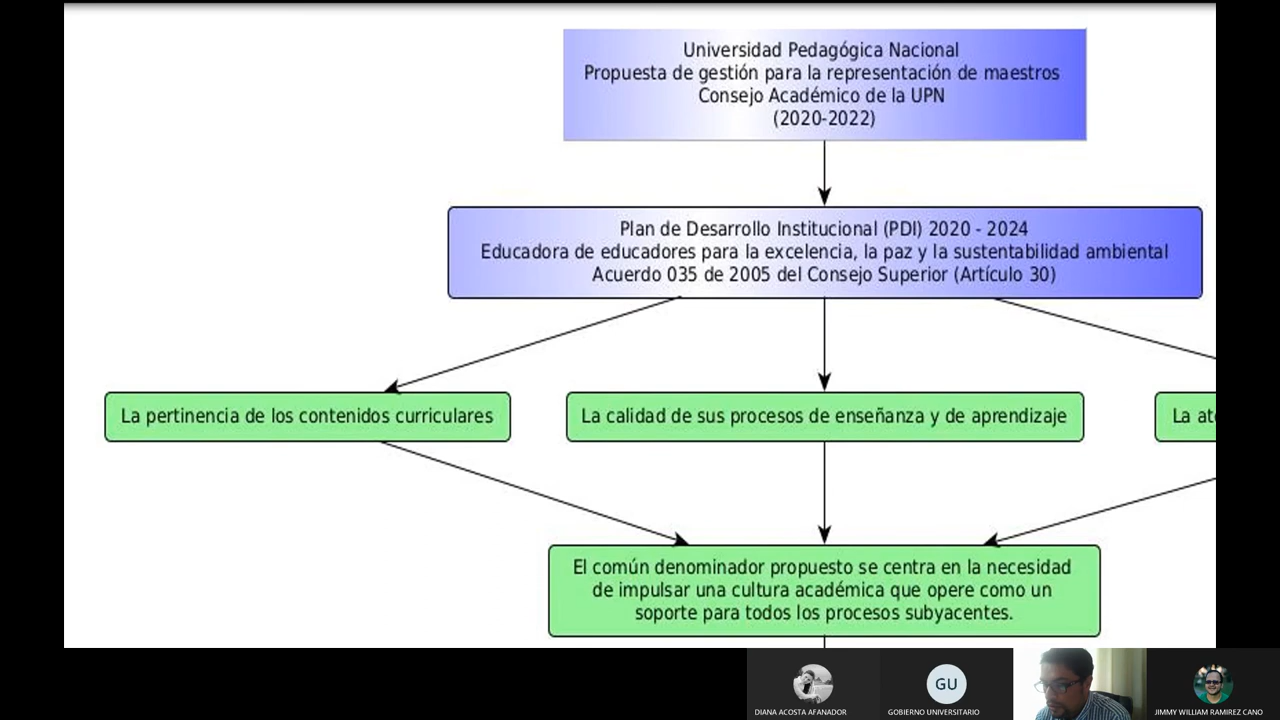 Universidad Pedagógica Nacional
Propuesta de gestión para la representación de maestros
Consejo Académico de la UPN
(2020-2022)
Plan de Desarrollo Institucional (PDI) 2020 - 2024
Educadora de educadores para la excelencia, la paz y la sustentabilidad ambiental
Acuerdo 035 de 2005 del Consejo Superior (Artículo 30)
La pertinencia de los contenidos curriculares
La calidad de sus procesos de enseñanza y de aprendizaje
La
El común denominador propuesto se centra en la necesidad
de impulsar una cultura académica que opere como un
soporte para todos los procesos subyacentes.
GU
DIANA ACOSTA AFANADOR
GOBIERNO UNIVERSITARIO
JIMMY WILLIAM RAMIREZ CANO